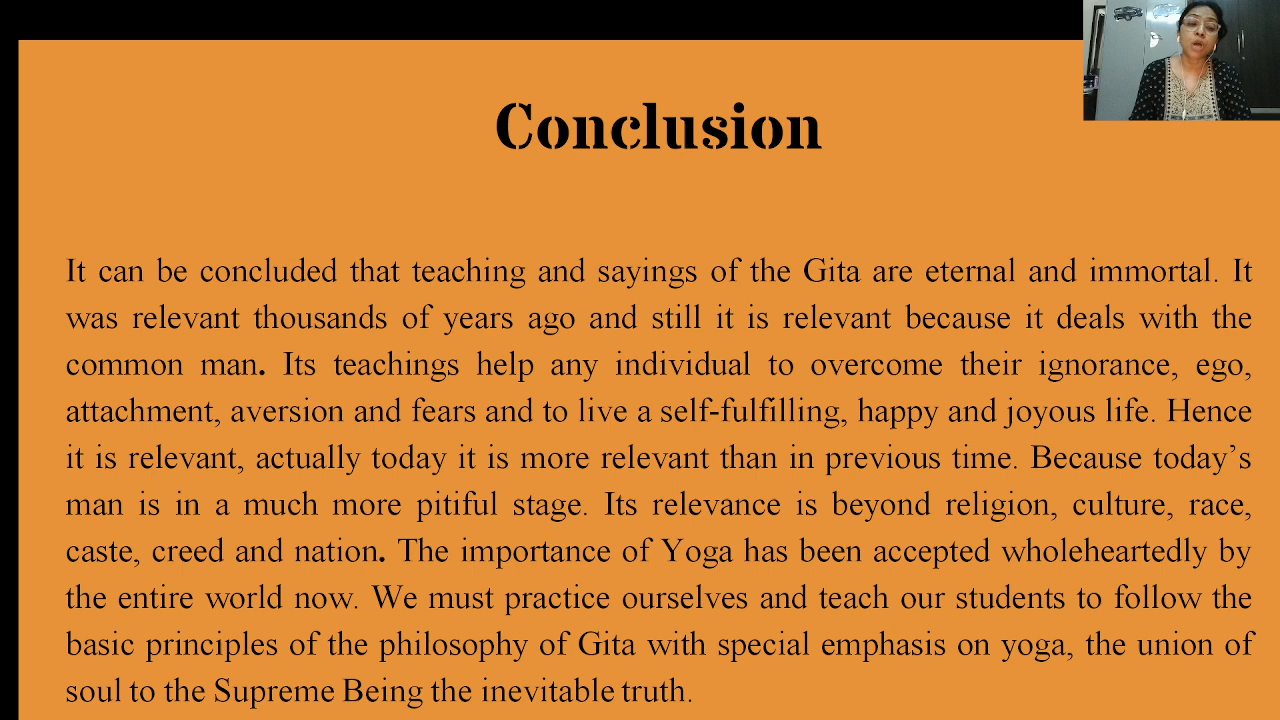 Conclusion
It can be concluded that teaching and sayings of the Gita are eternal and immortal. It
was relevant thousands of years ago and still it is relevant because it deals with the
common man. Its teachings help any individual to overcome their ignorance, ego,
attachment, aversion and fears and to live a self-fulfilling, happy and joyous life. Hence
it is relevant, actually today it is more relevant than in previous time. Because today’s
man is in a much more pitiful stage. Its relevance is beyond religion, culture, race,
caste, creed and nation. The importance of Yoga has been accepted wholeheartedly by
the entire world now. We must practice ourselves and teach our students to follow the
basic principles of the philosophy of Gita with special emphasis on yoga, the union of
soul to the Supreme Being the inevitable truth.